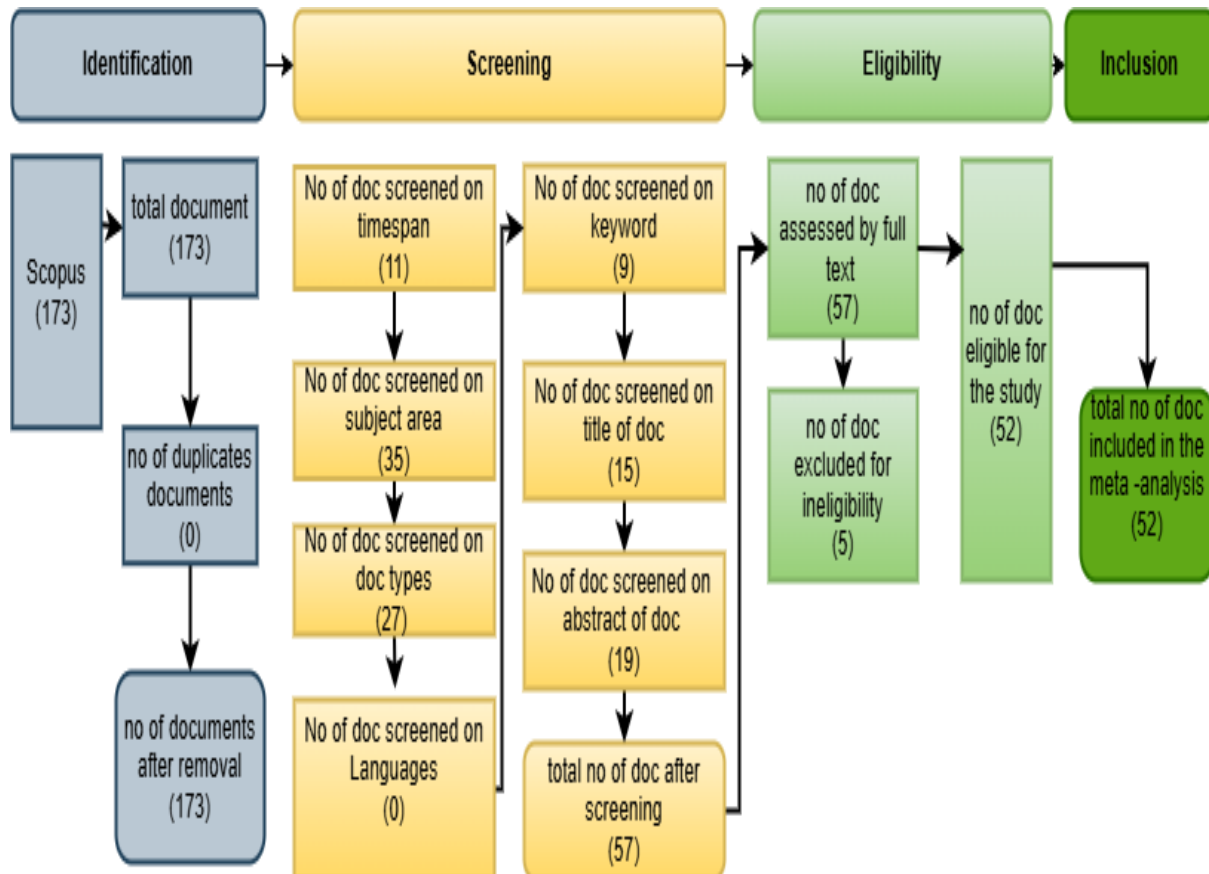 Identification
Screening
Eligibility
Inclusion
Scopus
(173)
total document
(173)
no of duplicates
documents
(0)
no of documents
after removal
(173)
No of doc screened on
timespan
(11)
No of doc screened on
subject area
(35)
No of doc screened on
doc types
(27)
No of doc screened on
Languages
(0)
No of doc screened on
keyword
(9)
No of doc screened on
title of doc
(15)
No of doc screened on
abstract of doc
(19)
total no of doc after
screening
(57)
no of doc
assessed by full
text
(57)
no of doc
excluded for
ineligibility
(5)
no of doc
eligible for
the study
(52)
total no of doc
included in the
meta -analysis
(52)